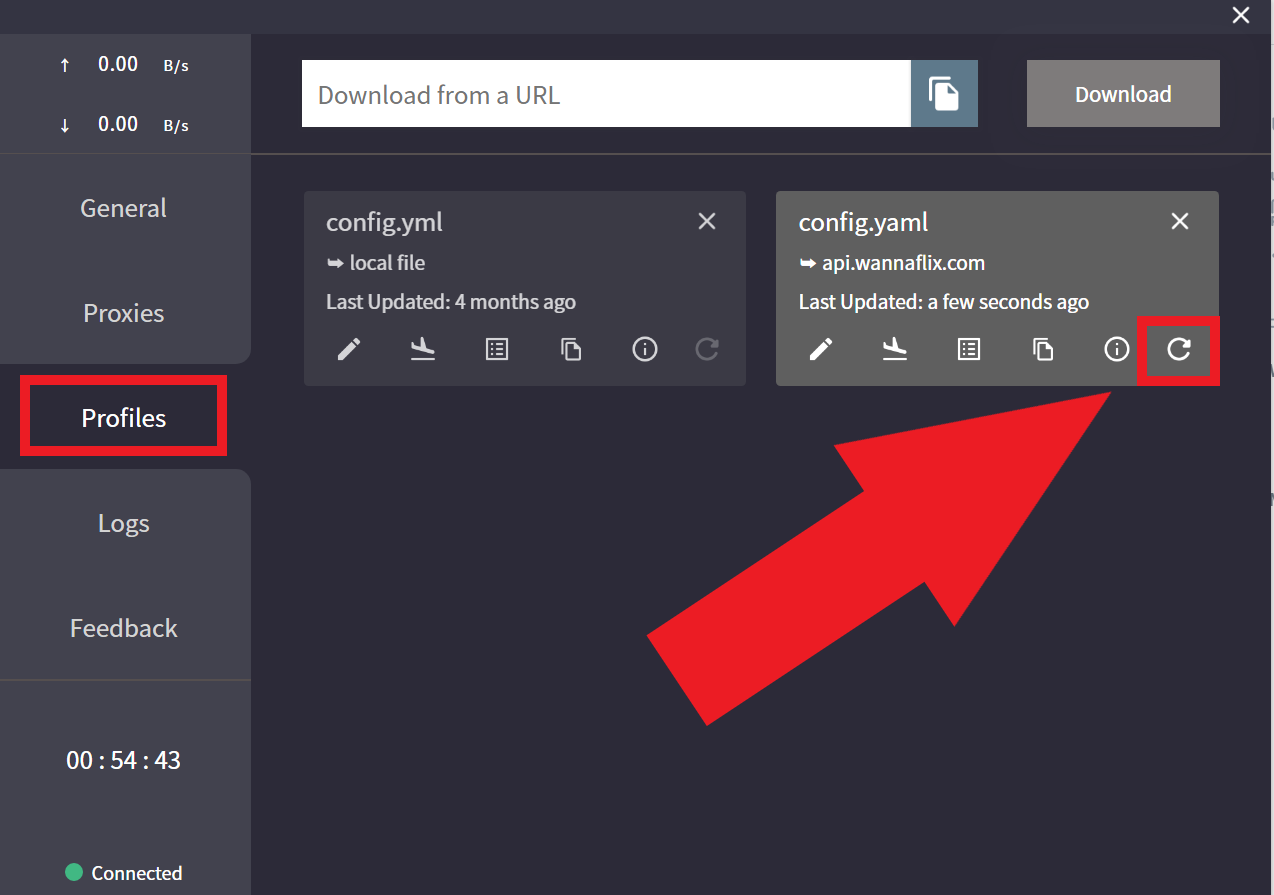 ↑ 0.00 B/s
↓ 0.00 B/s
General
Proxies
Profiles
Logs
Feedback
00 : 54 : 43
Connected
Download from a URL
Download
config.yml
➥ local file
Last Updated: 4 months ago
config.yaml
➥ api.wannaflix.com
Last Updated: a few seconds ago